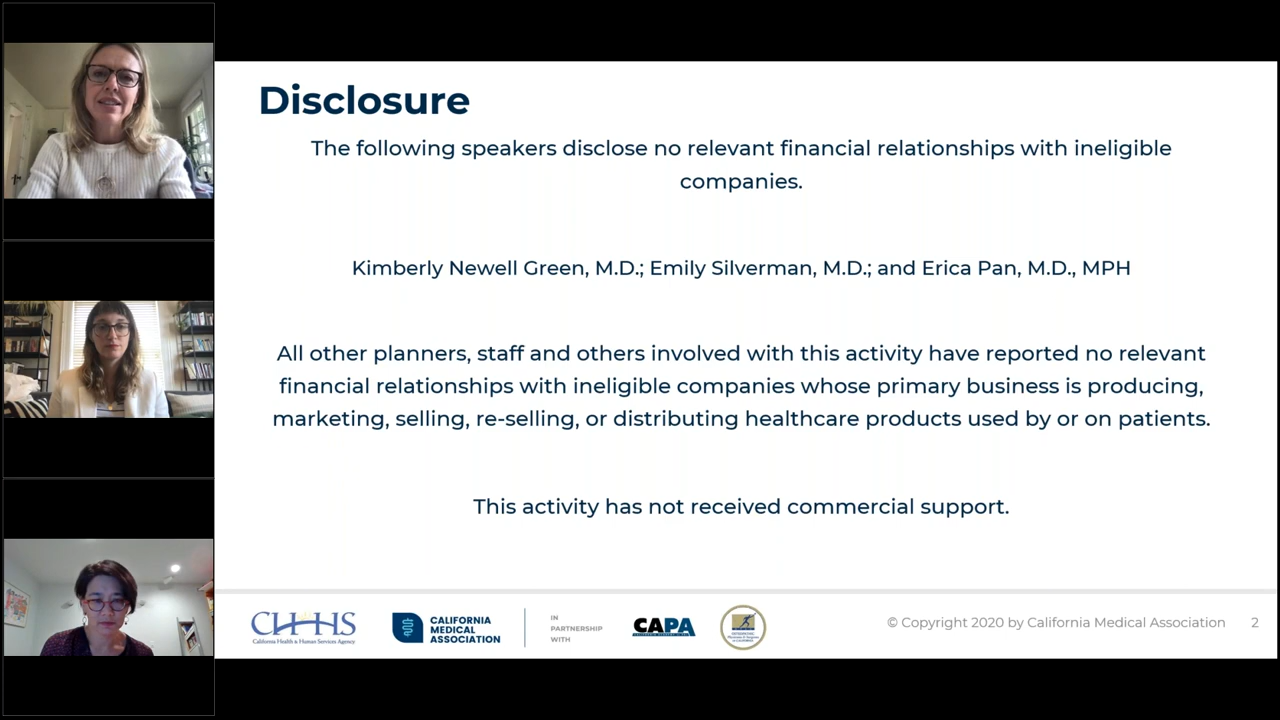 Disclosure
The following speakers disclose no relevant financial relationships with ineligible
companies.
Kimberly Newell Green, M.D.; Emily Silverman, M.D.; and Erica Pan, M.D., MPH
All other planners, staff and others involved with this activity have reported no relevant
financial relationships with ineligible companies whose primary business is producing,
marketing, selling, re-selling, or distributing healthcare products used by or on patients.
This activity has not received commercial support.
CHHS
California Health & Human Services Agency
CALIFORNIA
MEDICAL
ASSOCIATION
IN
PARTNERSHIP
WITH
CAPA
© Copyright 2020 by California Medical Association
2